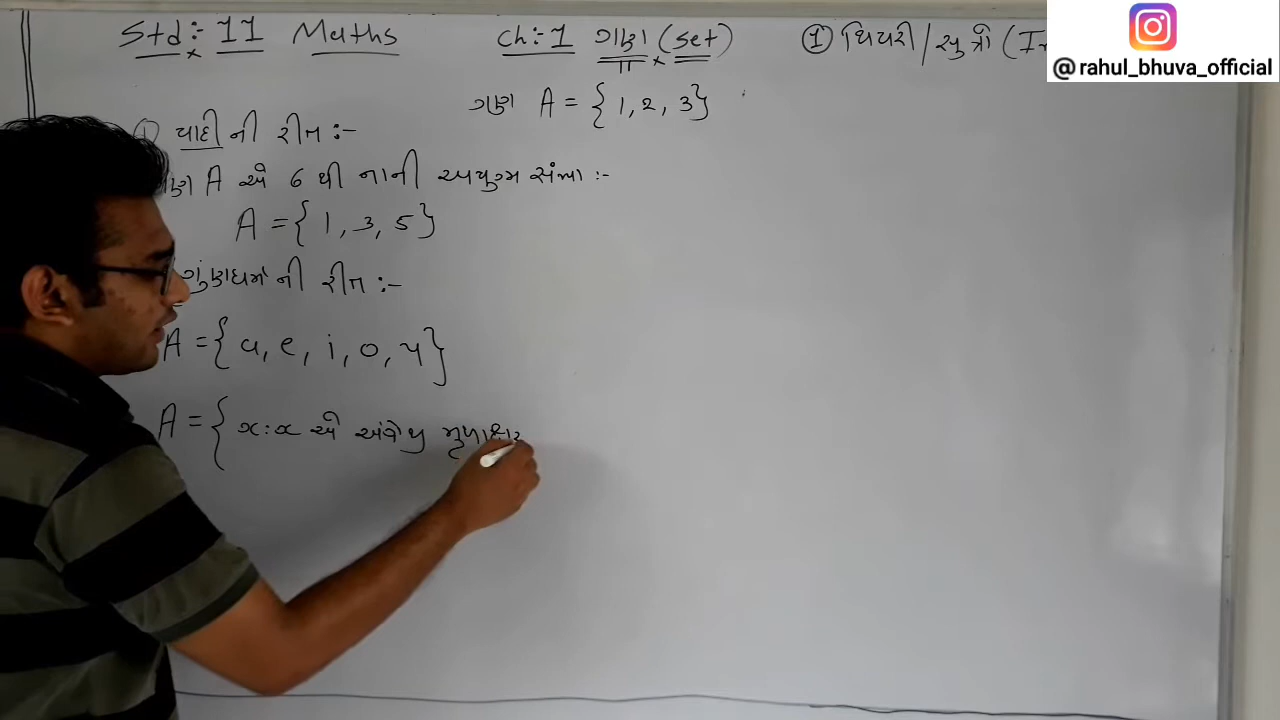 Std:- 11 Maths ch:- 1 ગણ (set) ① થિયરી / સુત્રો (I
@rahul_bhuva_official
ગણ A = {1, 2, 3}
① યાદી ની રીત :-
A એ 6 થી નાની અયુગ્મ સંખ્યા :-
A = {1, 3, 5}
ગુણધર્મ ની રીત :-
A = {a, e, i, o, u}
A = { x : x એ અંગ્રેજી મુળાક્ષર